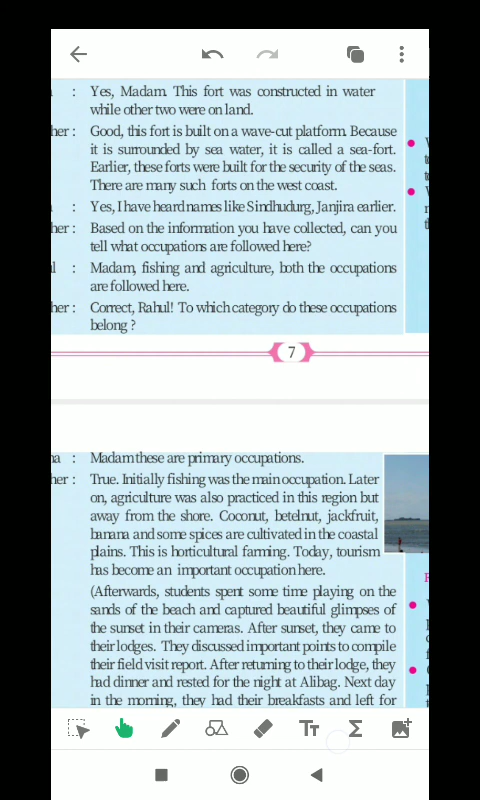 : Yes, Madam. This fort was constructed in water
while other two were on land.
her : Good, this fort is built on a wave-cut platform. Because
it is surrounded by sea water, it is called a sea-fort.
Earlier, these forts were built for the security of the seas.
There are many such forts on the west coast.
: Yes, I have heard names like Sindhudurg, Janjira earlier.
her : Based on the information you have collected, can you
tell what occupations are followed here?
l : Madam, fishing and agriculture, both the occupations
are followed here.
her : Correct, Rahul! To which category do these occupations
belong ?
7
na : Madam these are primary occupations.
her : True. Initially fishing was the main occupation. Later
on, agriculture was also practiced in this region but
away from the shore. Coconut, betelnut, jackfruit,
banana and some spices are cultivated in the coastal
plains. This is horticultural farming. Today, tourism
has become an important occupation here.
(Afterwards, students spent some time playing on the
sands of the beach and captured beautiful glimpses of
the sunset in their cameras. After sunset, they came to
their lodges. They discussed important points to compile
their field visit report. After returning to their lodge, they
had dinner and rested for the night at Alibag. Next day
in the morning, they had their breakfasts and left for
TT